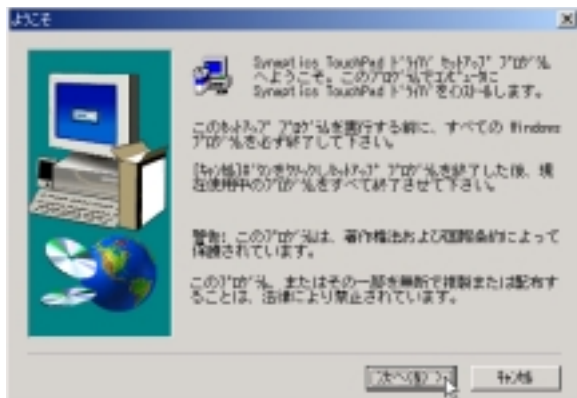 ようこそ
Synaptics TouchPad ﾄﾞﾗｲﾊﾞ ｾｯﾄｱｯﾌﾟ ﾌﾟﾛｸﾞﾗﾑ
へようこそ。このﾌﾟﾛｸﾞﾗﾑでｺﾝﾋﾟｭｰﾀに
Synaptics TouchPad ﾄﾞﾗｲﾊﾞをｲﾝｽﾄｰﾙします。
このｾｯﾄｱｯﾌﾟ ﾌﾟﾛｸﾞﾗﾑを実行する前に、すべての Windows
ﾌﾟﾛｸﾞﾗﾑを必ず終了して下さい。
[ｷｬﾝｾﾙ]ﾎﾞﾀﾝをｸﾘｯｸしｾｯﾄｱｯﾌﾟ ﾌﾟﾛｸﾞﾗﾑを終了した後、現
在使用中のﾌﾟﾛｸﾞﾗﾑをすべて終了させて下さい。
警告! このﾌﾟﾛｸﾞﾗﾑは、著作権法および国際条約によって
保護されています。
このﾌﾟﾛｸﾞﾗﾑ、またはその一部を無断で複製または配布す
ることは、法律により禁止されています。
次へ(N) >
ｷｬﾝｾﾙ